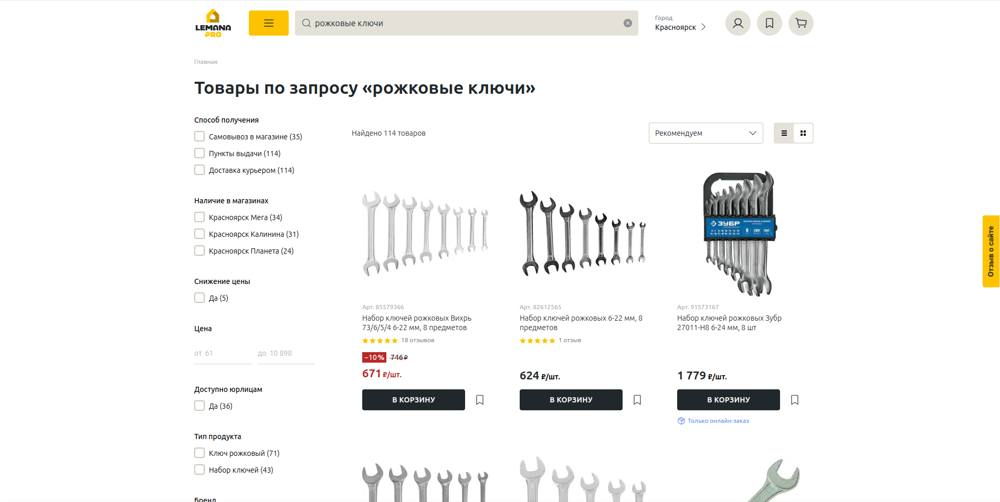 LEMANA
PRO
рожковые ключи
Город
Красноярск
Главная
Товары по запросу «рожковые ключи»
Способ получения
Самовывоз в магазине (35)
Пункты выдачи (114)
Доставка курьером (114)
Наличие в магазинах
Красноярск Мега (34)
Красноярск Калинина (31)
Красноярск Планета (24)
Снижение цены
Да (5)
Цена
от 61
до 10 898
Доступно юрлицам
Да (36)
Тип продукта
Ключ рожковый (71)
Набор ключей (43)
Бренд
Найдено 114 товаров
Рекомендуем
Арт. 85579366
Набор ключей рожковых Вихрь
73/6/5/4 6-22 мм, 8 предметов
18 отзывов
−10% 746 ₽
671 ₽/шт.
В КОРЗИНУ
Арт. 82612565
Набор ключей рожковых 6-22 мм, 8
предметов
1 отзыв
624 ₽/шт.
В КОРЗИНУ
ЗУБР
Арт. 91573167
Набор ключей рожковых Зубр
27011-H8 6-24 мм, 8 шт
1 779 ₽/шт.
В КОРЗИНУ
Только онлайн-заказ
Отзыв о сайте